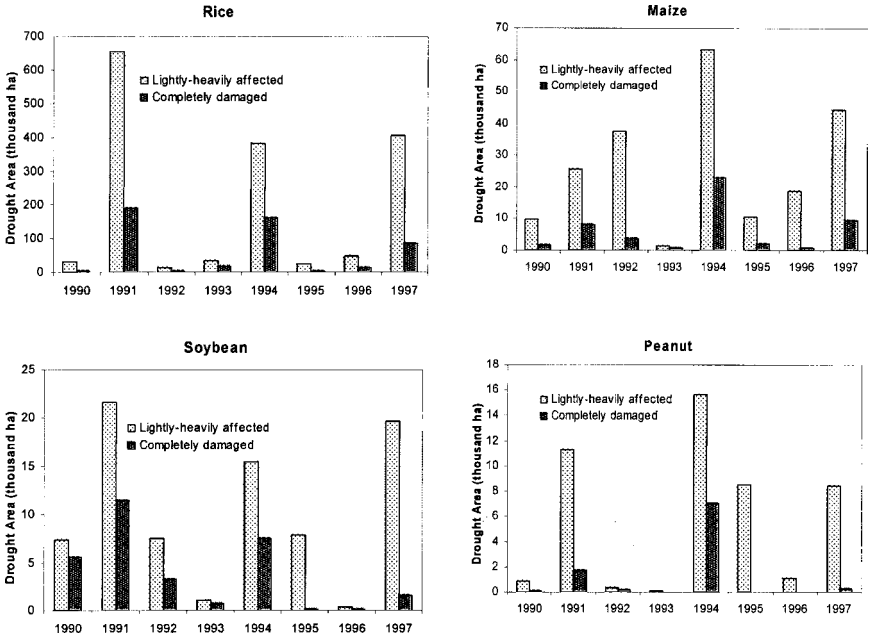 Rice
Drought Area (thousand ha)
700
600
500
400
300
200
100
0
Lightly-heavily affected
Completely damaged
1990 1991 1992 1993 1994 1995 1996 1997
Maize
Drought Area (thousand ha)
70
60
50
40
30
20
10
0
Lightly-heavily affected
Completely damaged
1990 1991 1992 1993 1994 1995 1996 1997
Soybean
Drought Area (thousand ha)
25
20
15
10
5
0
Lightly-heavily affected
Completely damaged
1990 1991 1992 1993 1994 1995 1996 1997
Peanut
Drought Area (thousand ha)
18
16
14
12
10
8
6
4
2
0
Lightly-heavily affected
Completely damaged
1990 1991 1992 1993 1994 1995 1996 1997